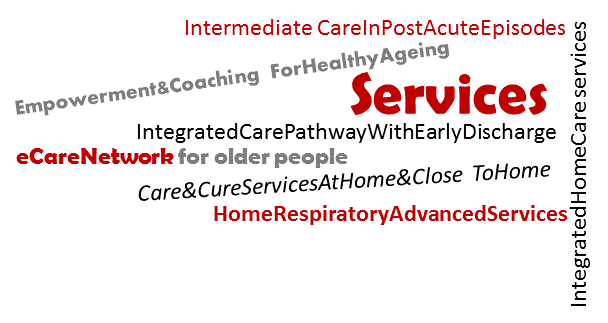 Intermediate CareInPostAcuteEpisodes
Empowerment&Coaching ForHealthyAgeing
Services
IntegratedCarePathwayWithEarlyDischarge
eCareNetwork for older people
Care&CureServicesAtHome&Close ToHome
HomeRespiratoryAdvancedServices
IntegratedHomeCare services